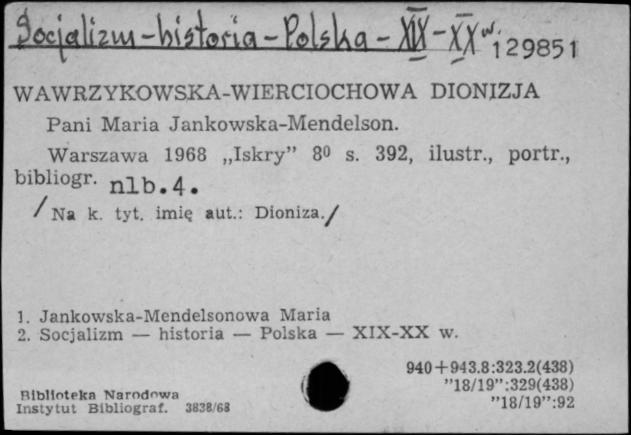 Socjalizm-historia-Polska-XIX-XX w. 129851
WAWRZYKOWSKA-WIERCIOCHOWA DIONIZJA
Pani Maria Jankowska-Mendelson.
Warszawa 1968 „Iskry” 8⁰ s. 392, ilustr., portr.,
bibliogr. nlb.4.
/Na k. tyt. imię aut.: Dioniza./
1. Jankowska-Mendelsonowa Maria
2. Socjalizm — historia — Polska — XIX-XX w.
940+943.8:323.2(438)
"18/19":329(438)
"18/19":92
Biblioteka Narodowa
Instytut Bibliograf. 3838/68